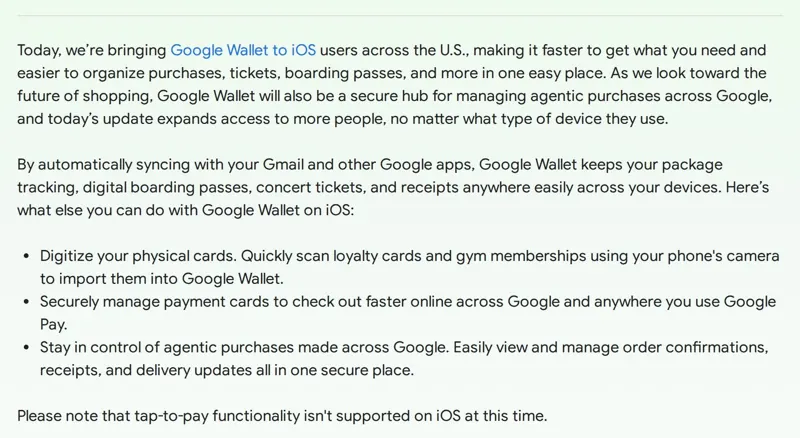 Today, we’re bringing Google Wallet to iOS users across the U.S., making it faster to get what you need and
easier to organize purchases, tickets, boarding passes, and more in one easy place. As we look toward the
future of shopping, Google Wallet will also be a secure hub for managing agentic purchases across Google,
and today’s update expands access to more people, no matter what type of device they use.
By automatically syncing with your Gmail and other Google apps, Google Wallet keeps your package
tracking, digital boarding passes, concert tickets, and receipts anywhere easily across your devices. Here’s
what else you can do with Google Wallet on iOS:
• Digitize your physical cards. Quickly scan loyalty cards and gym memberships using your phone's camera
to import them into Google Wallet.
• Securely manage payment cards to check out faster online across Google and anywhere you use Google
Pay.
• Stay in control of agentic purchases made across Google. Easily view and manage order confirmations,
receipts, and delivery updates all in one secure place.
Please note that tap-to-pay functionality isn't supported on iOS at this time.